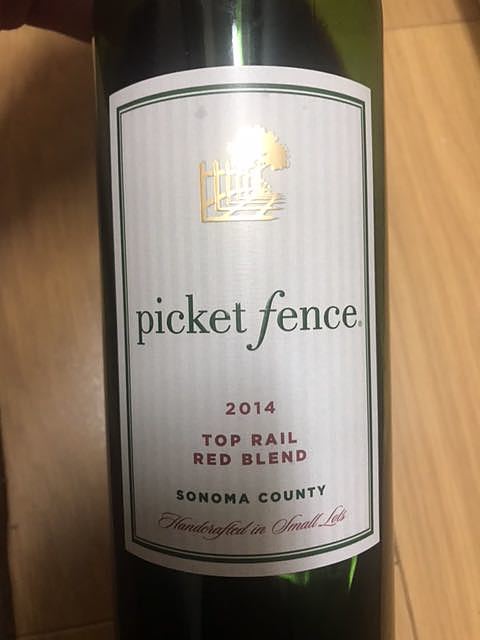 picket fence®
2014
TOP RAIL
RED BLEND
SONOMA COUNTY
Handcrafted in Small Lots